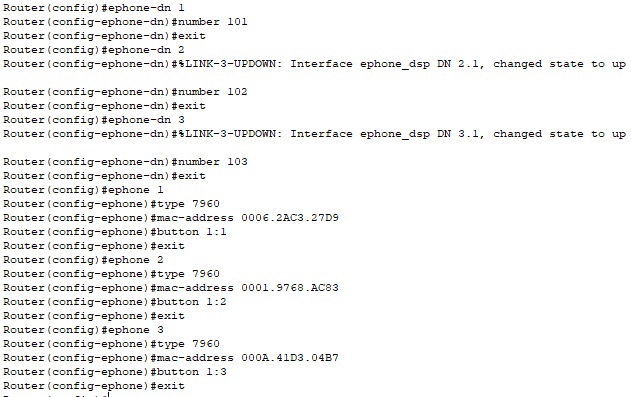 Router(config)#ephone-dn 1
Router(config-ephone-dn)#number 101
Router(config-ephone-dn)#exit
Router(config)#ephone-dn 2
Router(config-ephone-dn)#%LINK-3-UPDOWN: Interface ephone_dsp DN 2.1, changed state to up
Router(config-ephone-dn)#number 102
Router(config-ephone-dn)#exit
Router(config)#ephone-dn 3
Router(config-ephone-dn)#%LINK-3-UPDOWN: Interface ephone_dsp DN 3.1, changed state to up
Router(config-ephone-dn)#number 103
Router(config-ephone-dn)#exit
Router(config)#ephone 1
Router(config-ephone)#type 7960
Router(config-ephone)#mac-address 0006.2AC3.27D9
Router(config-ephone)#button 1:1
Router(config-ephone)#exit
Router(config)#ephone 2
Router(config-ephone)#type 7960
Router(config-ephone)#mac-address 0001.9768.AC83
Router(config-ephone)#button 1:2
Router(config-ephone)#exit
Router(config)#ephone 3
Router(config-ephone)#type 7960
Router(config-ephone)#mac-address 000A.41D3.04B7
Router(config-ephone)#button 1:3
Router(config-ephone)#exit